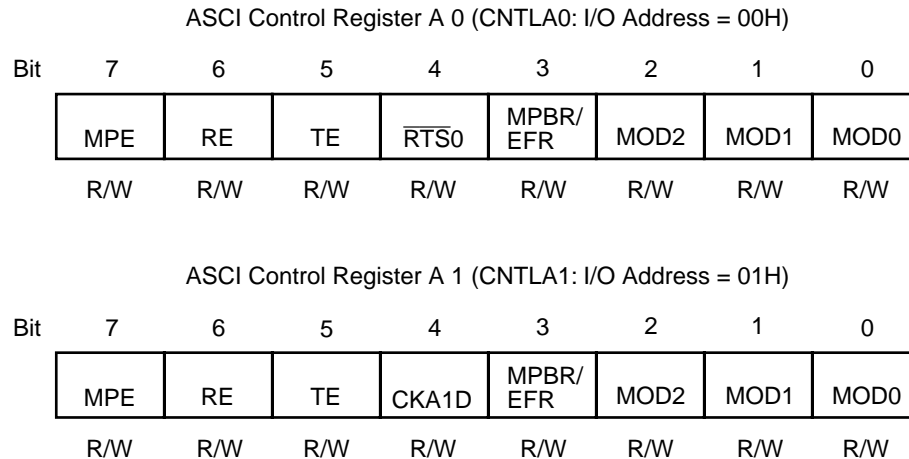 ASCI Control Register A 0 (CNTLA0: I/O Address = 00H)
Bit 7 6 5 4 3 2 1 0
MPE RE TE R̅T̅S̅0 MPBR/ EFR MOD2 MOD1 MOD0
R/W R/W R/W R/W R/W R/W R/W R/W
ASCI Control Register A 1 (CNTLA1: I/O Address = 01H)
Bit 7 6 5 4 3 2 1 0
MPE RE TE CKA1D MPBR/ EFR MOD2 MOD1 MOD0
R/W R/W R/W R/W R/W R/W R/W R/W